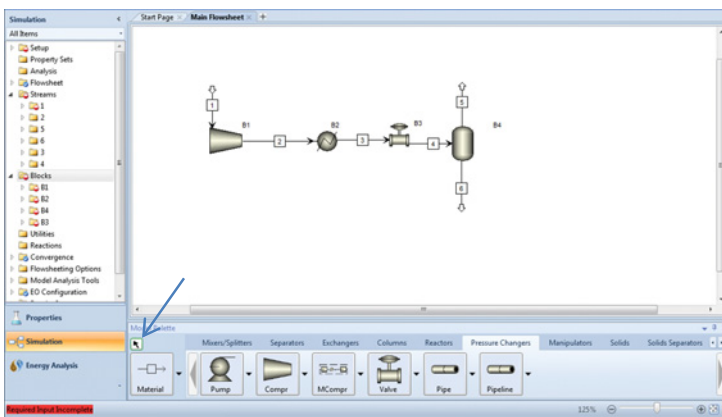 Simulation
Start Page
Main Flowsheet
All Items
Setup
Property Sets
Analysis
Flowsheet
Streams
1
2
5
6
3
4
Blocks
B1
B2
B4
B3
Utilities
Reactions
Convergence
Flowsheeting Options
Model Analysis Tools
EO Configuration
Properties
Simulation
Energy Analysis
Required Input Incomplete
1
B1
2
B2
3
B3
4
5
B4
6
Palette
Mixers/Splitters
Separators
Exchangers
Columns
Reactors
Pressure Changers
Manipulators
Solids
Solids Separators
Material
Pump
Compr
MCompr
Valve
Pipe
Pipeline
125%